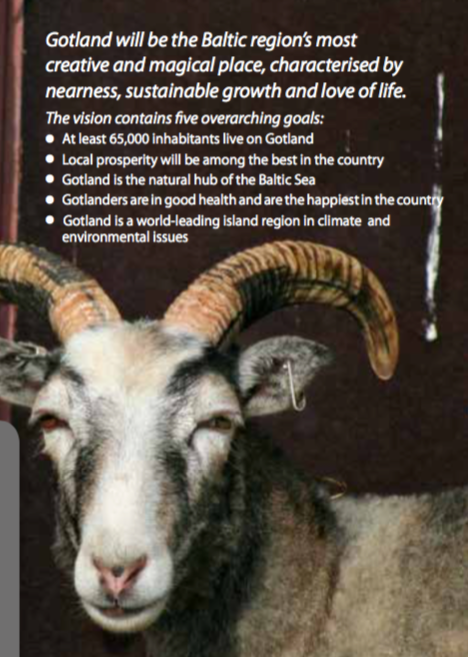 Gotland will be the Baltic region's most
creative and magical place, characterised by
nearness, sustainable growth and love of life.
The vision contains five overarching goals:
● At least 65,000 inhabitants live on Gotland
● Local prosperity will be among the best in the country
● Gotland is the natural hub of the Baltic Sea
● Gotlanders are in good health and are the happiest in the country
● Gotland is a world-leading island region in climate and
environmental issues